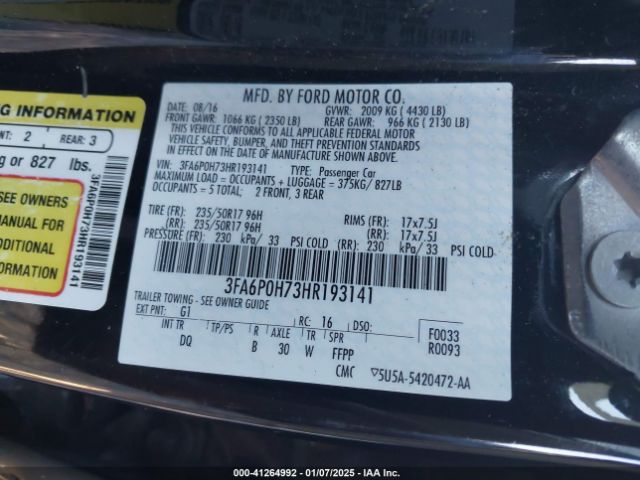 NG INFORMATION
NT: 2 REAR: 3
g or 827 lbs.
SEE OWNERS
MANUAL FOR
ADDITIONAL
FORMATION
3FA6P0H73HR193141
MFD. BY FORD MOTOR CO.
DATE: 08/16 GVWR: 2009 KG ( 4430 LB)
FRONT GAWR: 1066 KG ( 2350 LB) REAR GAWR: 966 KG ( 2130 LB)
THIS VEHICLE CONFORMS TO ALL APPLICABLE FEDERAL MOTOR
VEHICLE SAFETY, BUMPER, AND THEFT PREVENTION STANDARDS
IN EFFECT ON THE DATE OF MANUFACTURE SHOWN ABOVE.
VIN: 3FA6P0H73HR193141 TYPE: Passenger Car
MAXIMUM LOAD = OCCUPANTS + LUGGAGE = 375KG/ 827LB
OCCUPANTS = 5 TOTAL; 2 FRONT, 3 REAR
TIRE (FR): 235/50R17 96H RIMS (FR): 17x7.5J
(RR): 235/50R17 96H (RR): 17x7.5J
PRESSURE (FR): 230 kPa/ 33 PSI COLD (RR): 230 kPa/ 33 PSI COLD
3FA6P0H73HR193141
TRAILER TOWING - SEE OWNER GUIDE
EXT PNT: G1 RC: 16 DSO: F0033
INT TR TP/PS R AXLE TR SPR R0093
DQ B 30 W FFPP
CMC ▽5U5A-5420472-AA
000-41264992 - 01/07/2025 - IAA Inc.